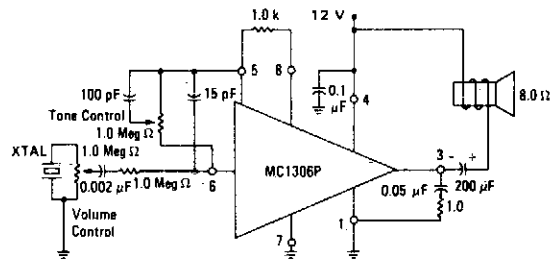 1.0 k
12 V
5
8
100 pF
15 pF
0.1
μF
4
8.0 Ω
Tone Control
1.0 Meg Ω
XTAL
1.0 Meg Ω
MC1306P
3
- +
0.002 μF
1.0 Meg Ω
6
0.05 μF
200 μF
Volume
Control
7
1
1.0